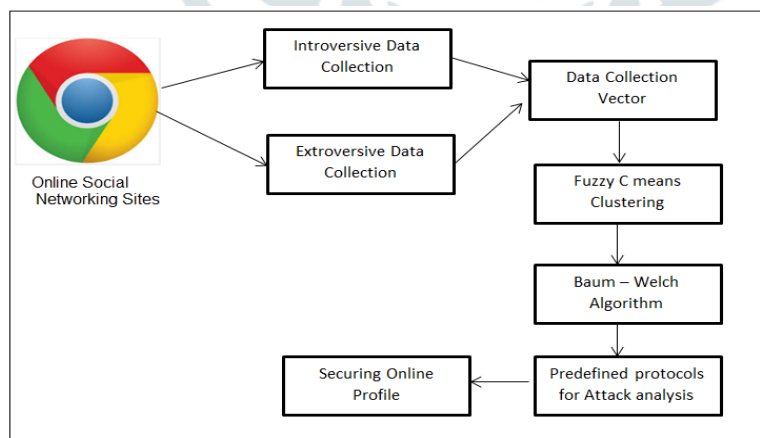 Introversive Data
Collection
Data Collection
Vector
Extroversive Data
Collection
Online Social
Networking Sites
Fuzzy C means
Clustering
Baum – Welch
Algorithm
Securing Online
Profile
Predefined protocols
for Attack analysis